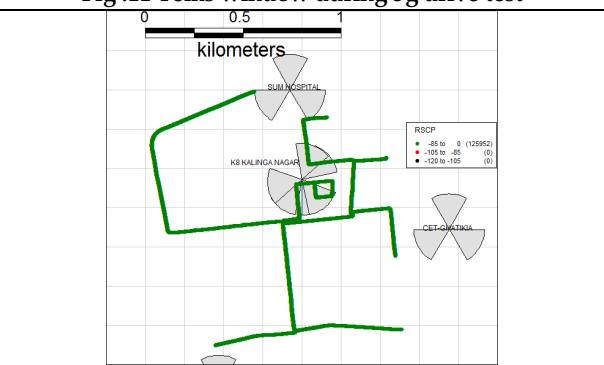 0 0.5 1
kilometers
SUM HOSPITAL
RSCP
-85 to 0 (125952)
-105 to -85 (0)
-120 to -105 (0)
K8 KALINGA NAGAR
CET-GHATIKIA